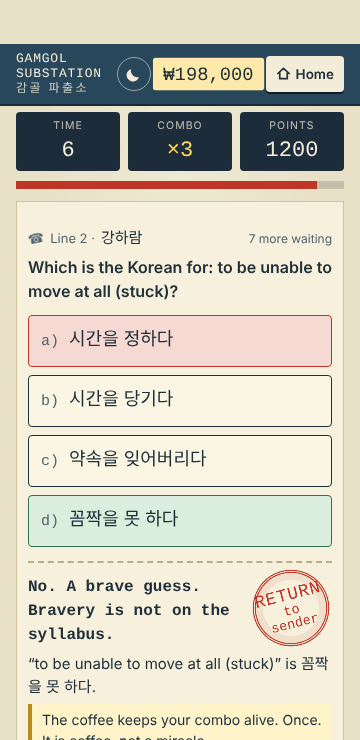 GAMGOL
SUBSTATION
감골 파출소
₩198,000
Home
TIME
6
COMBO
×3
POINTS
1200
☎ Line 2 · 강하람
7 more waiting
Which is the Korean for: to be unable to
move at all (stuck)?
a) 시간을 정하다
b) 시간을 당기다
c) 약속을 잊어버리다
d) 꼼짝을 못 하다
No. A brave guess.
Bravery is not on the
syllabus.
RETURN
to
sender
“to be unable to move at all (stuck)” is 꼼짝
을 못 하다.
The coffee keeps your combo alive. Once.
It is coffee, not a miracle.